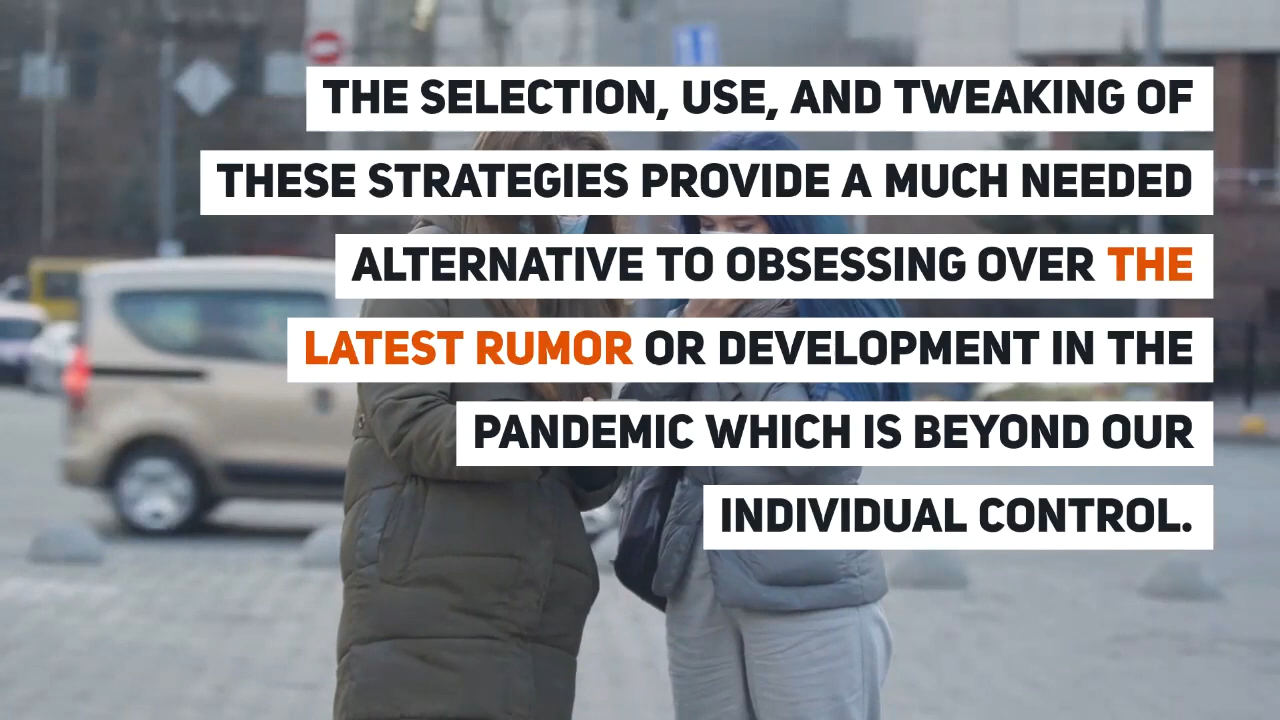 THE SELECTION, USE, AND TWEAKING OF
THESE STRATEGIES PROVIDE A MUCH NEEDED
ALTERNATIVE TO OBSESSING OVER THE
LATEST RUMOR OR DEVELOPMENT IN THE
PANDEMIC WHICH IS BEYOND OUR
INDIVIDUAL CONTROL.